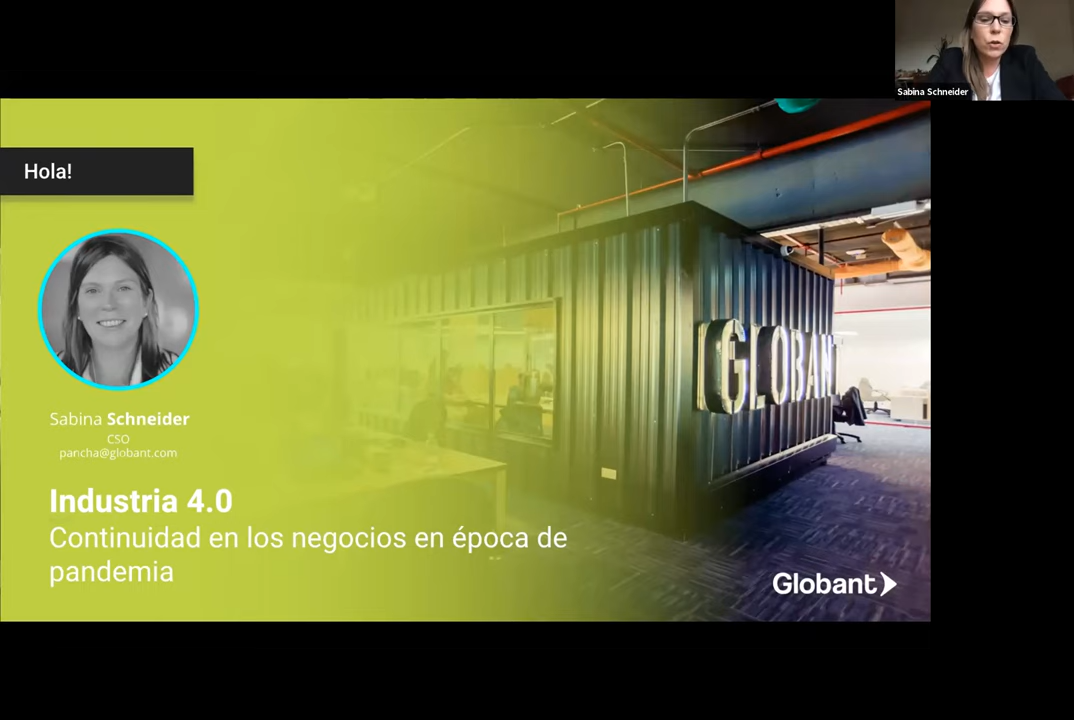 Sabina Schneider
Hola!
GLOBAN
Sabina Schneider
CSO
pancha@globant.com
Industria 4.0
Continuidad en los negocios en época de
pandemia
Globant